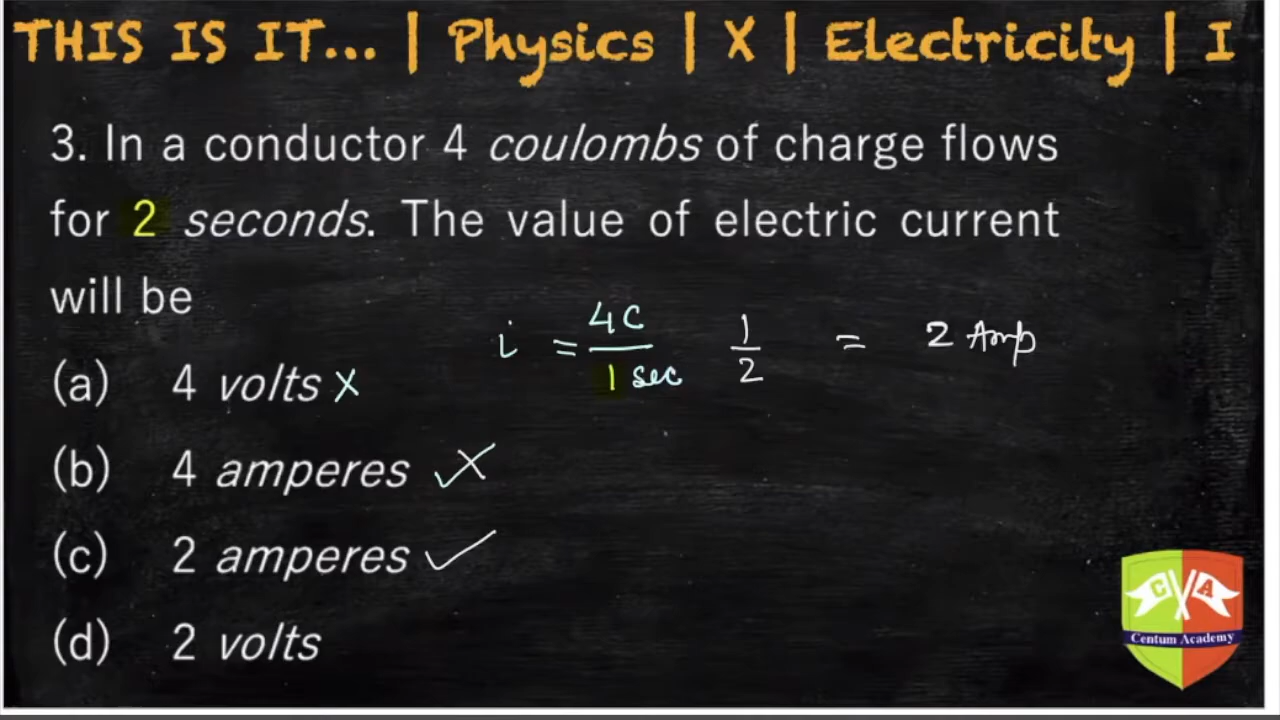 THIS IS IT... | Physics | X | Electricity | I
3. In a conductor 4 coulombs of charge flows
for 2 seconds. The value of electric current
will be
i = 4C / 1 sec 1/2 = 2 Amp
(a) 4 volts x
(b) 4 amperes ✓x
(c) 2 amperes ✓
(d) 2 volts
C A
Centum Academy